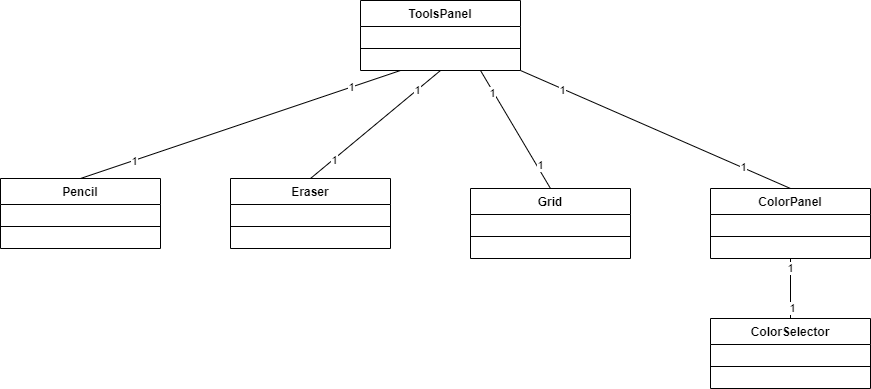 ToolsPanel
1 1 1 1
1 1 1 1
Pencil Eraser Grid ColorPanel
1
1
ColorSelector